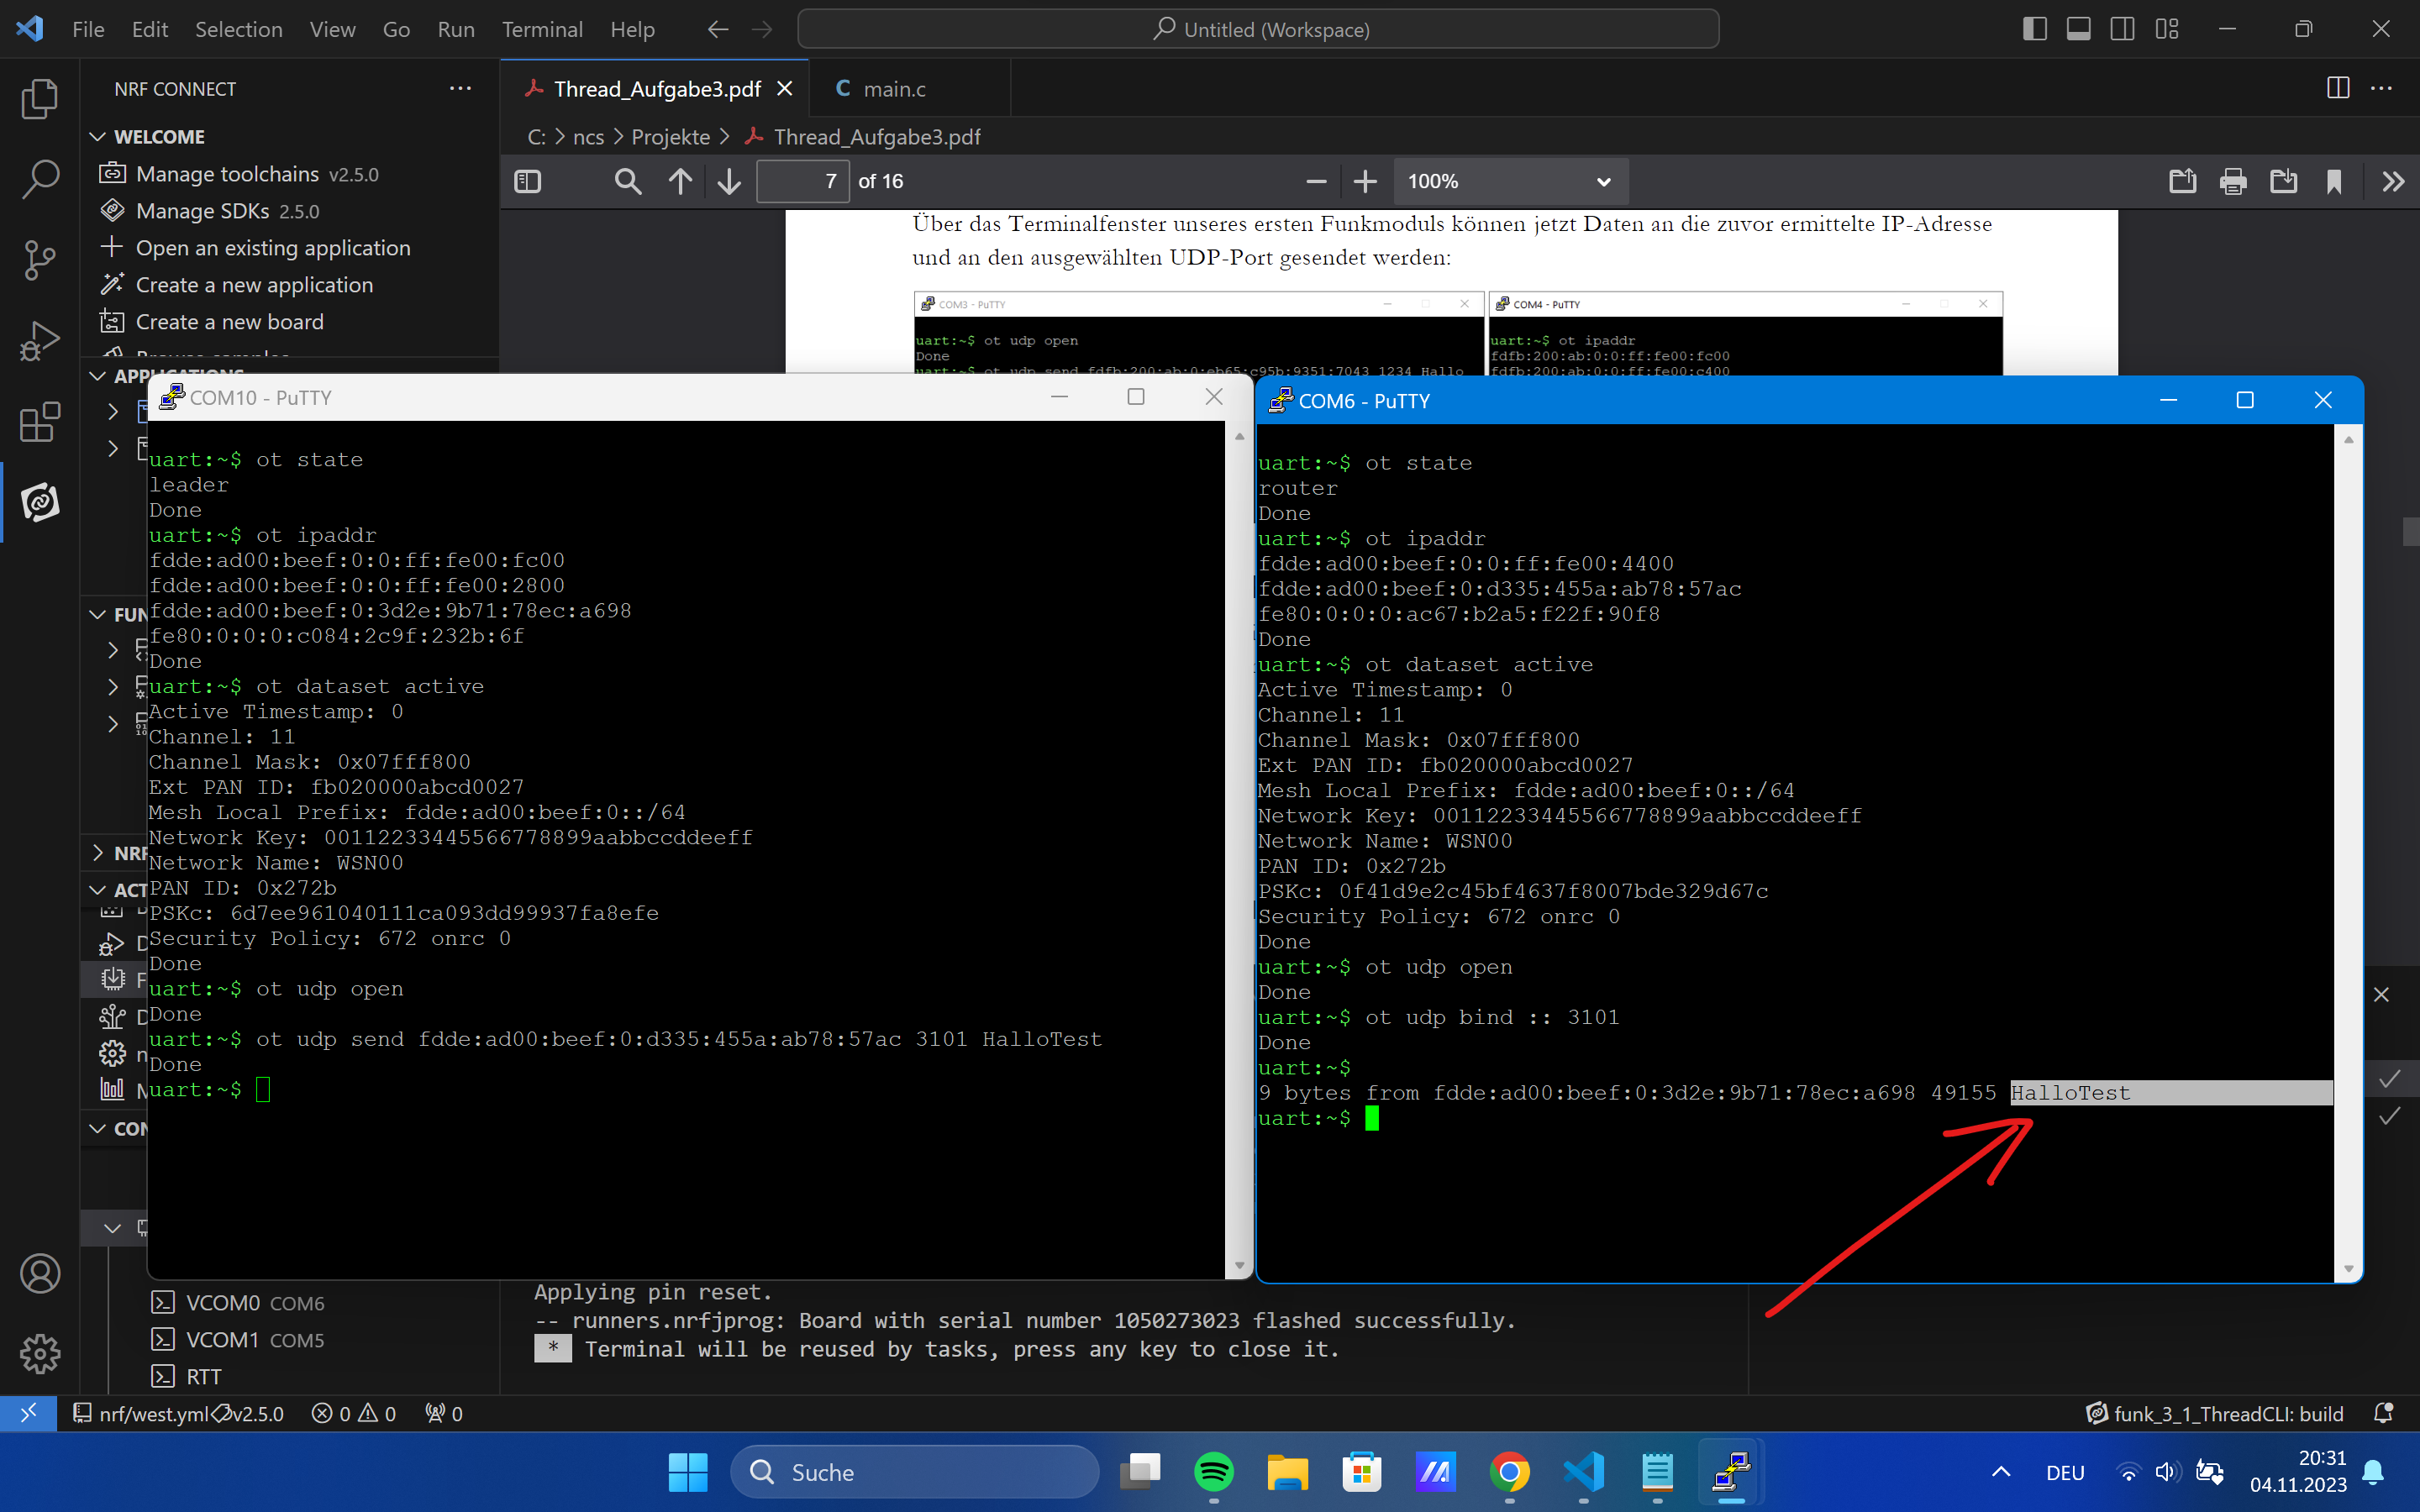 File Edit Selection View Go Run Terminal Help
Untitled (Workspace)
NRF CONNECT
Thread_Aufgabe3.pdf
main.c
C: > ncs > Projekte > Thread_Aufgabe3.pdf
WELCOME
Manage toolchains v2.5.0
Manage SDKs 2.5.0
Open an existing application
Create a new application
Create a new board
7 of 16
100%
Über das Terminalfenster unseres ersten Funkmoduls können jetzt Daten an die zuvor ermittelte IP-Adresse
und an den ausgewählten UDP-Port gesendet werden:
COM3 - PuTTY
uart:~$ ot udp open
Done
uart:~$ ot udp send fdfb:200:ab:0:eb65:c95b:9351:7043 1234 Hallo
COM4 - PuTTY
uart:~$ ot ipaddr
fdfb:200:ab:0:0:ff:fe00:fc00
fdfb:200:ab:0:0:ff:fe00:c400
COM10 - PuTTY
uart:~$ ot state
leader
Done
uart:~$ ot ipaddr
fdde:ad00:beef:0:0:ff:fe00:fc00
fdde:ad00:beef:0:0:ff:fe00:2800
fdde:ad00:beef:0:3d2e:9b71:78ec:a698
fe80:0:0:0:c084:2c9f:232b:6f
Done
uart:~$ ot dataset active
Active Timestamp: 0
Channel: 11
Channel Mask: 0x07fff800
Ext PAN ID: fb020000abcd0027
Mesh Local Prefix: fdde:ad00:beef:0::/64
Network Key: 00112233445566778899aabbccddeeff
Network Name: WSN00
PAN ID: 0x272b
PSKc: 6d7ee961040111ca093dd99937fa8efe
Security Policy: 672 onrc 0
Done
uart:~$ ot udp open
Done
uart:~$ ot udp send fdde:ad00:beef:0:d335:455a:ab78:57ac 3101 HalloTest
Done
uart:~$
COM6 - PuTTY
uart:~$ ot state
router
Done
uart:~$ ot ipaddr
fdde:ad00:beef:0:0:ff:fe00:4400
fdde:ad00:beef:0:d335:455a:ab78:57ac
fe80:0:0:0:ac67:b2a5:f22f:90f8
Done
uart:~$ ot dataset active
Active Timestamp: 0
Channel: 11
Channel Mask: 0x07fff800
Ext PAN ID: fb020000abcd0027
Mesh Local Prefix: fdde:ad00:beef:0::/64
Network Key: 00112233445566778899aabbccddeeff
Network Name: WSN00
PAN ID: 0x272b
PSKc: 0f41d9e2c45bf4637f8007bde329d67c
Security Policy: 672 onrc 0
Done
uart:~$ ot udp open
Done
uart:~$ ot udp bind :: 3101
Done
uart:~$
9 bytes from fdde:ad00:beef:0:3d2e:9b71:78ec:a698 49155 HalloTest
uart:~$
VCOM0 COM6
VCOM1 COM5
RTT
Applying pin reset.
-- runners.nrfjprog: Board with serial number 1050273023 flashed successfully.
* Terminal will be reused by tasks, press any key to close it.
nrf/west.yml v2.5.0 0 0 0
funk_3_1_ThreadCLI: build
Suche
DEU
20:31
04.11.2023